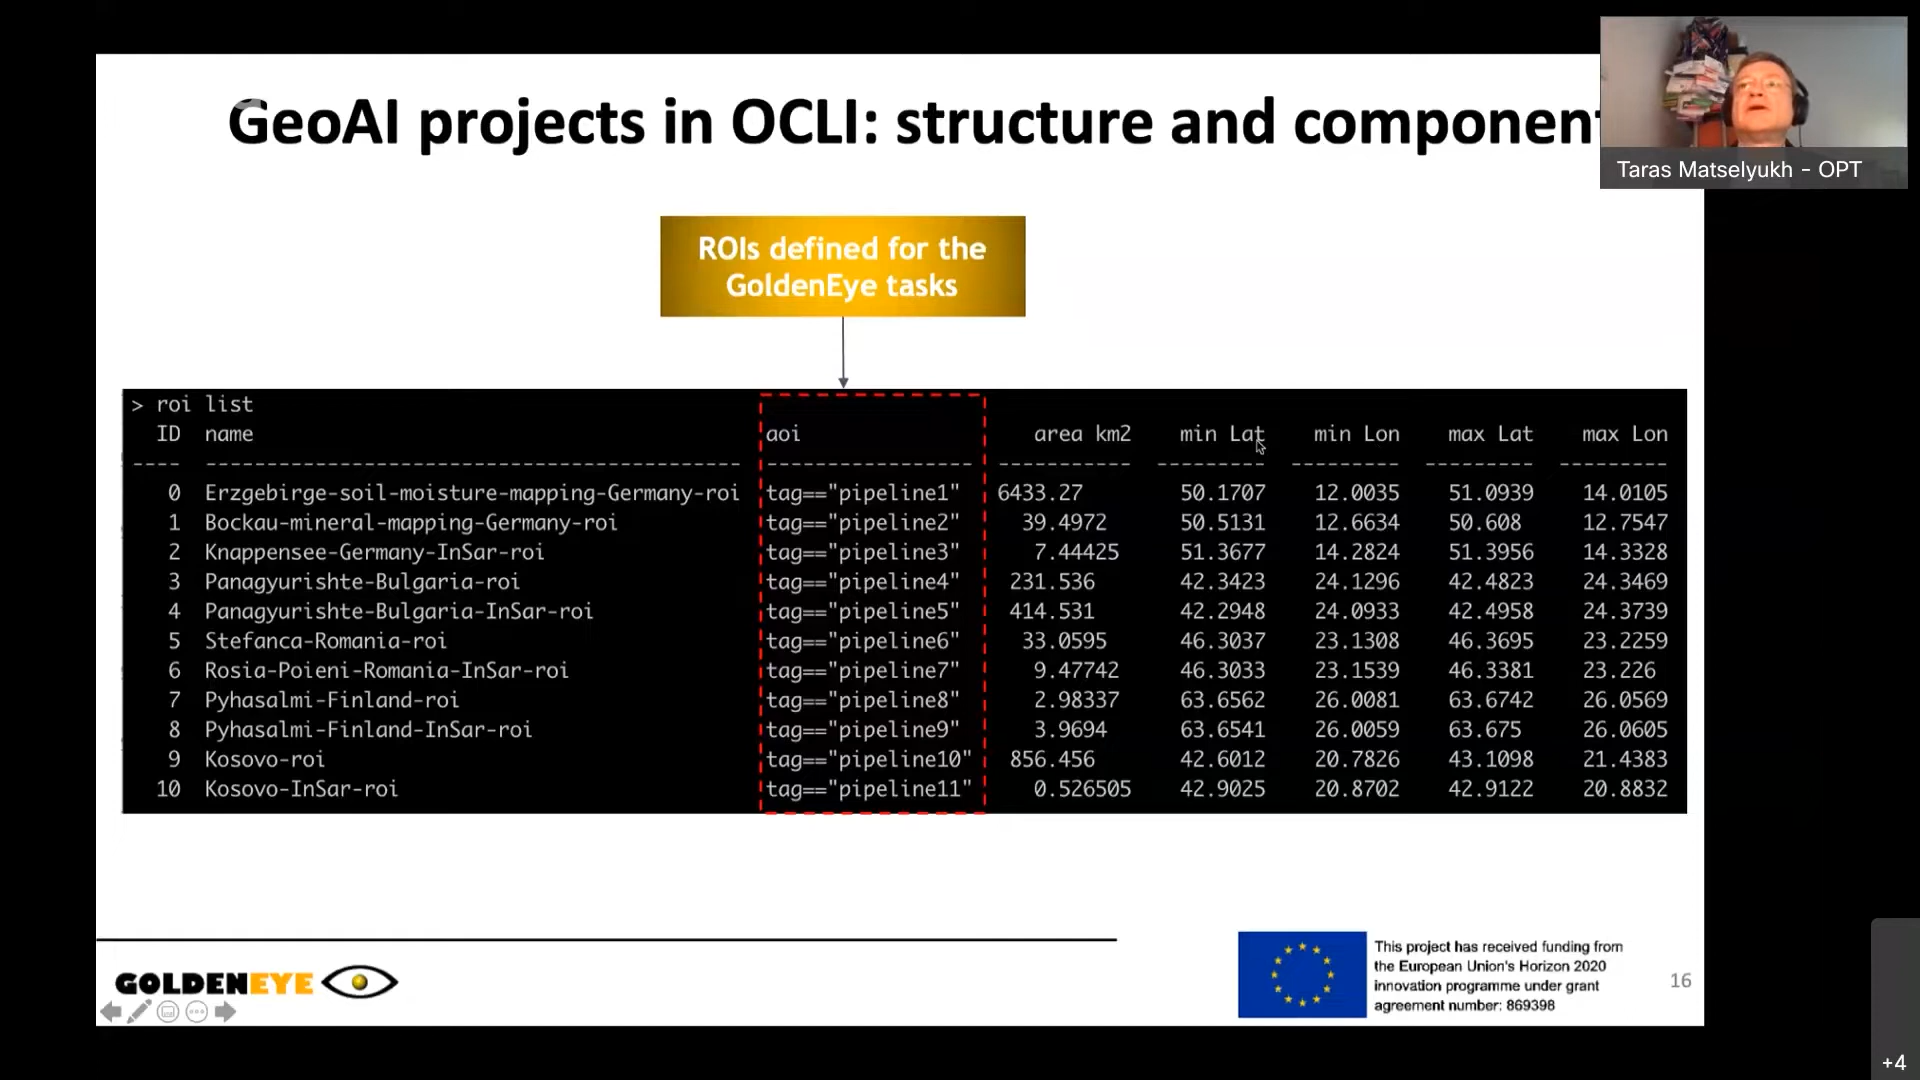 GeoAI projects in OCLI: structure and component
Taras Matselyukh - OPT
ROIs defined for the
GoldenEye tasks
> roi list
ID name aoi area km2 min Lat min Lon max Lat max Lon
---- -------------------------------------------- ----------------- ----------- --------- --------- --------- ---------
0 Erzgebirge-soil-moisture-mapping-Germany-roi tag=="pipeline1" 6433.27 50.1707 12.0035 51.0939 14.0105
1 Bockau-mineral-mapping-Germany-roi tag=="pipeline2" 39.4972 50.5131 12.6634 50.608 12.7547
2 Knappensee-Germany-InSar-roi tag=="pipeline3" 7.44425 51.3677 14.2824 51.3956 14.3328
3 Panagyurishte-Bulgaria-roi tag=="pipeline4" 231.536 42.3423 24.1296 42.4823 24.3469
4 Panagyurishte-Bulgaria-InSar-roi tag=="pipeline5" 414.531 42.2948 24.0933 42.4958 24.3739
5 Stefanca-Romania-roi tag=="pipeline6" 33.0595 46.3037 23.1308 46.3695 23.2259
6 Rosia-Poieni-Romania-InSar-roi tag=="pipeline7" 9.47742 46.3033 23.1539 46.3381 23.226
7 Pyhasalmi-Finland-roi tag=="pipeline8" 2.98337 63.6562 26.0081 63.6742 26.0569
8 Pyhasalmi-Finland-InSar-roi tag=="pipeline9" 3.9694 63.6541 26.0059 63.675 26.0605
9 Kosovo-roi tag=="pipeline10" 856.456 42.6012 20.7826 43.1098 21.4383
10 Kosovo-InSar-roi tag=="pipeline11" 0.526505 42.9025 20.8702 42.9122 20.8832
GOLDENEYE
This project has received funding from
the European Union's Horizon 2020
innovation programme under grant
agreement number: 869398
16
+4